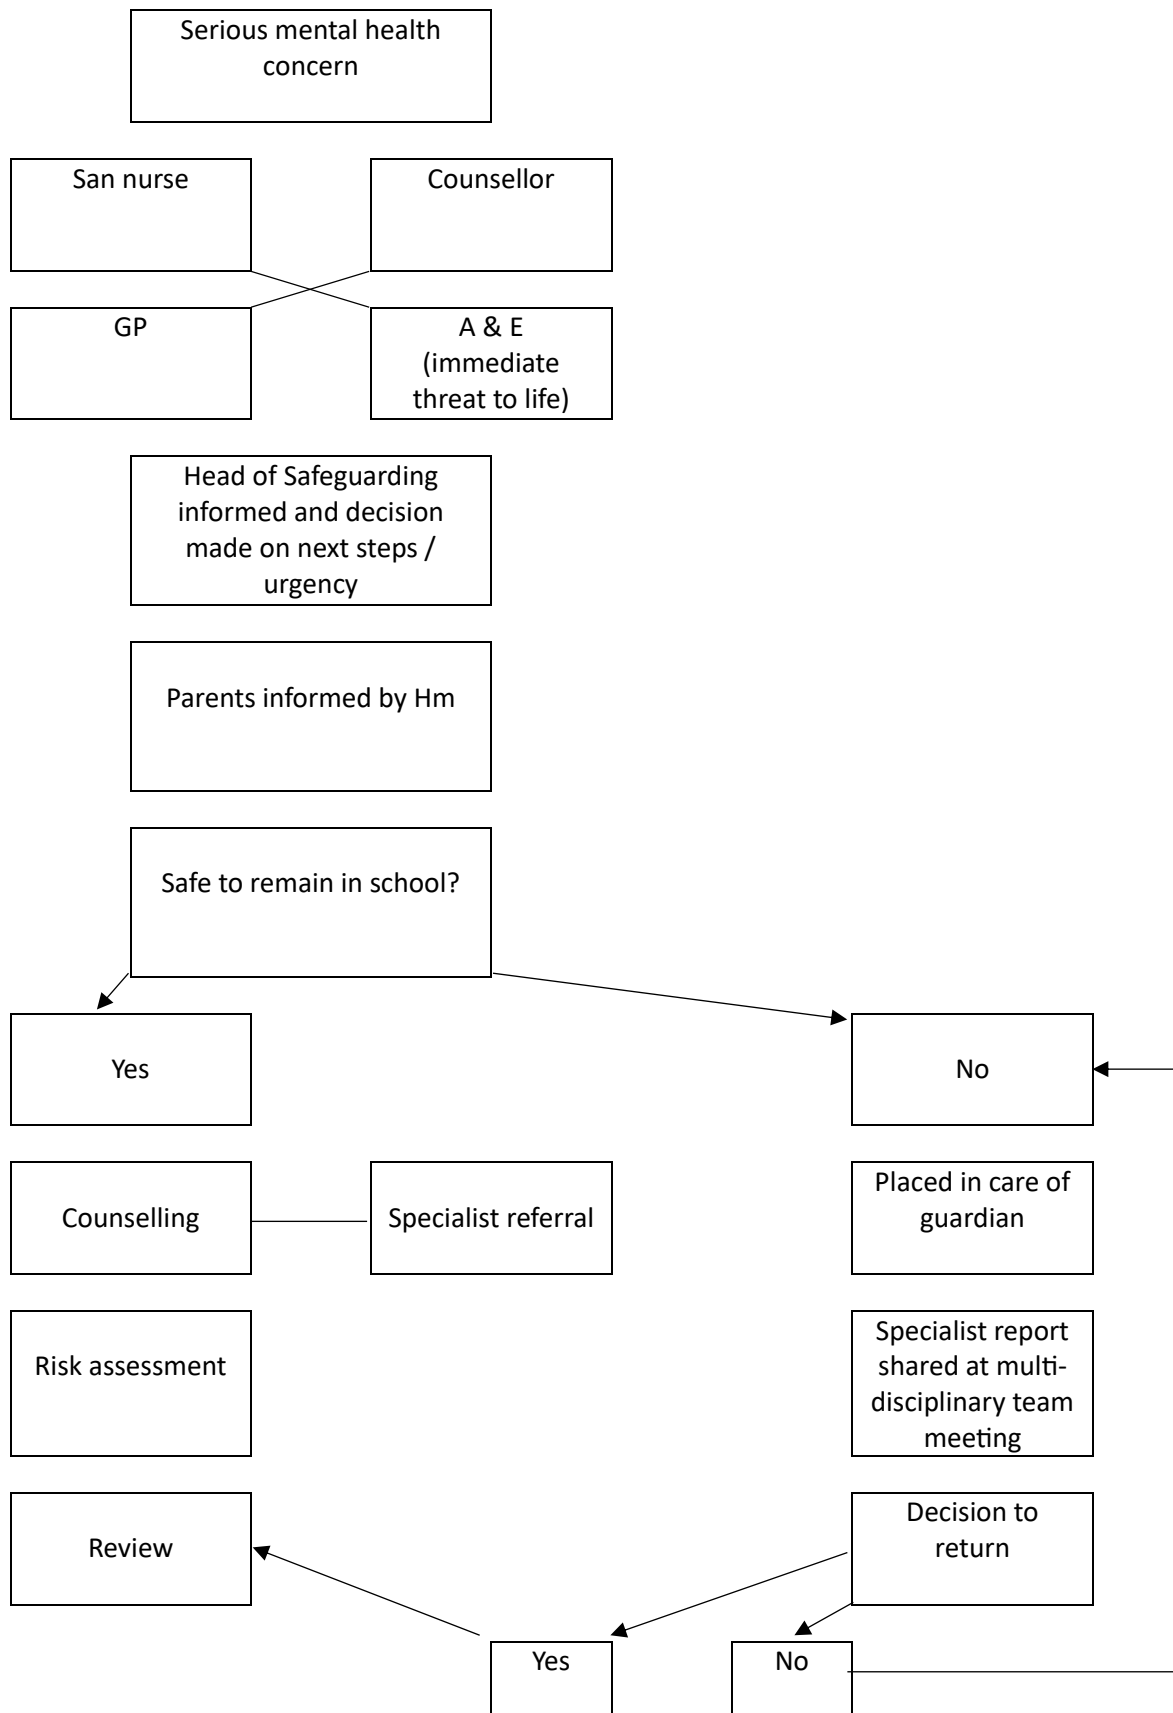 Serious mental health
concern
San nurse
Counsellor
GP
A & E
(immediate
threat to life)
Head of Safeguarding
informed and decision
made on next steps /
urgency
Parents informed by Hm
Safe to remain in school?
Yes
No
Counselling
Specialist referral
Placed in care of
guardian
Risk assessment
Specialist report
shared at multi-
disciplinary team
meeting
Review
Decision to
return
Yes
No